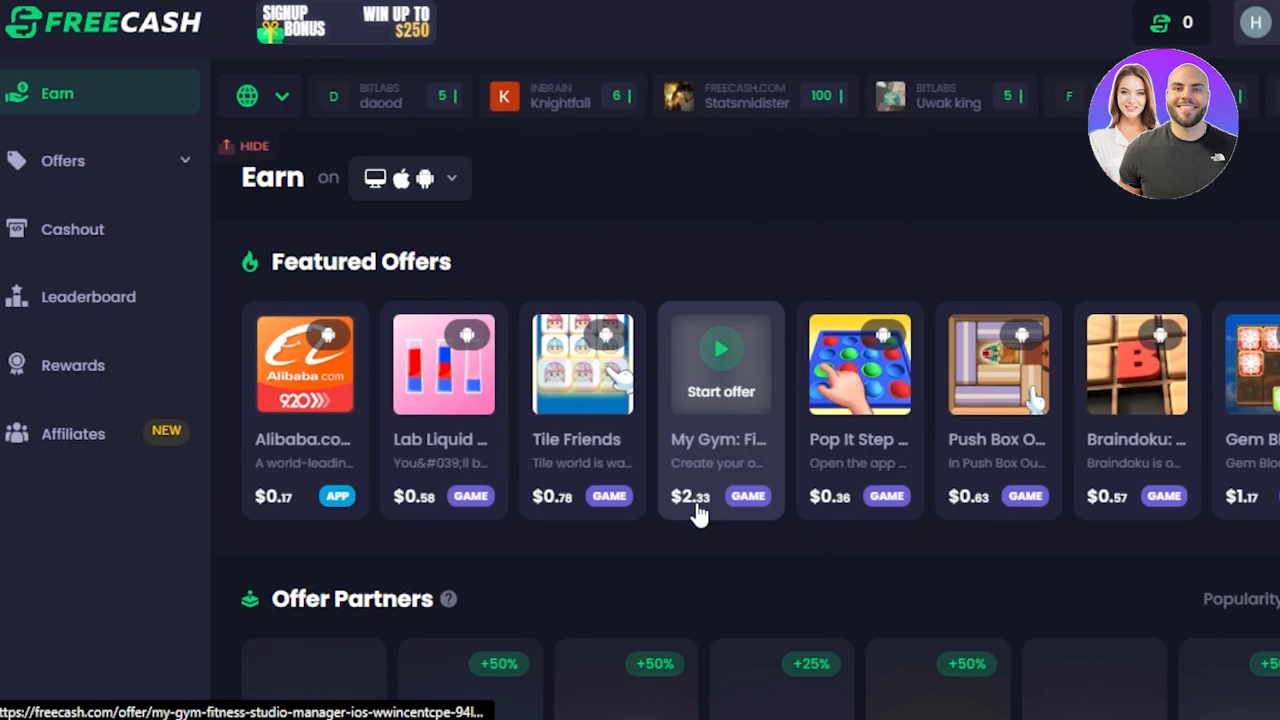 FREECASH
SIGNUP BONUS
WIN UP TO $250
0
H
Earn
Offers
Cashout
Leaderboard
Rewards
Affiliates NEW
D BITLABS daood 5
K INBRAIN Knightfall 6
FREECASH.COM Statsmidister 100
BITLABS Uwak king 5
F
HIDE
Earn on
Featured Offers
Alibaba.com
9.20
Start offer
B
Alibaba.co... Lab Liquid ... Tile Friends My Gym: Fi... Pop It Step ... Push Box O... Braindoku: ... Gem Bl
A world-leadin... You&#039;ll b... Tile world is wa... Create your o... Open the app ... In Push Box Ou... Braindoku is o... Gem Bloc
$0.17 APP $0.58 GAME $0.78 GAME $2.33 GAME $0.36 GAME $0.63 GAME $0.57 GAME $1.17
Offer Partners ?
Popularity
+50% +50% +25% +50% +50
ttps://freecash.com/offer/my-gym-fitness-studio-manager-ios-wwincentcpe-94l...